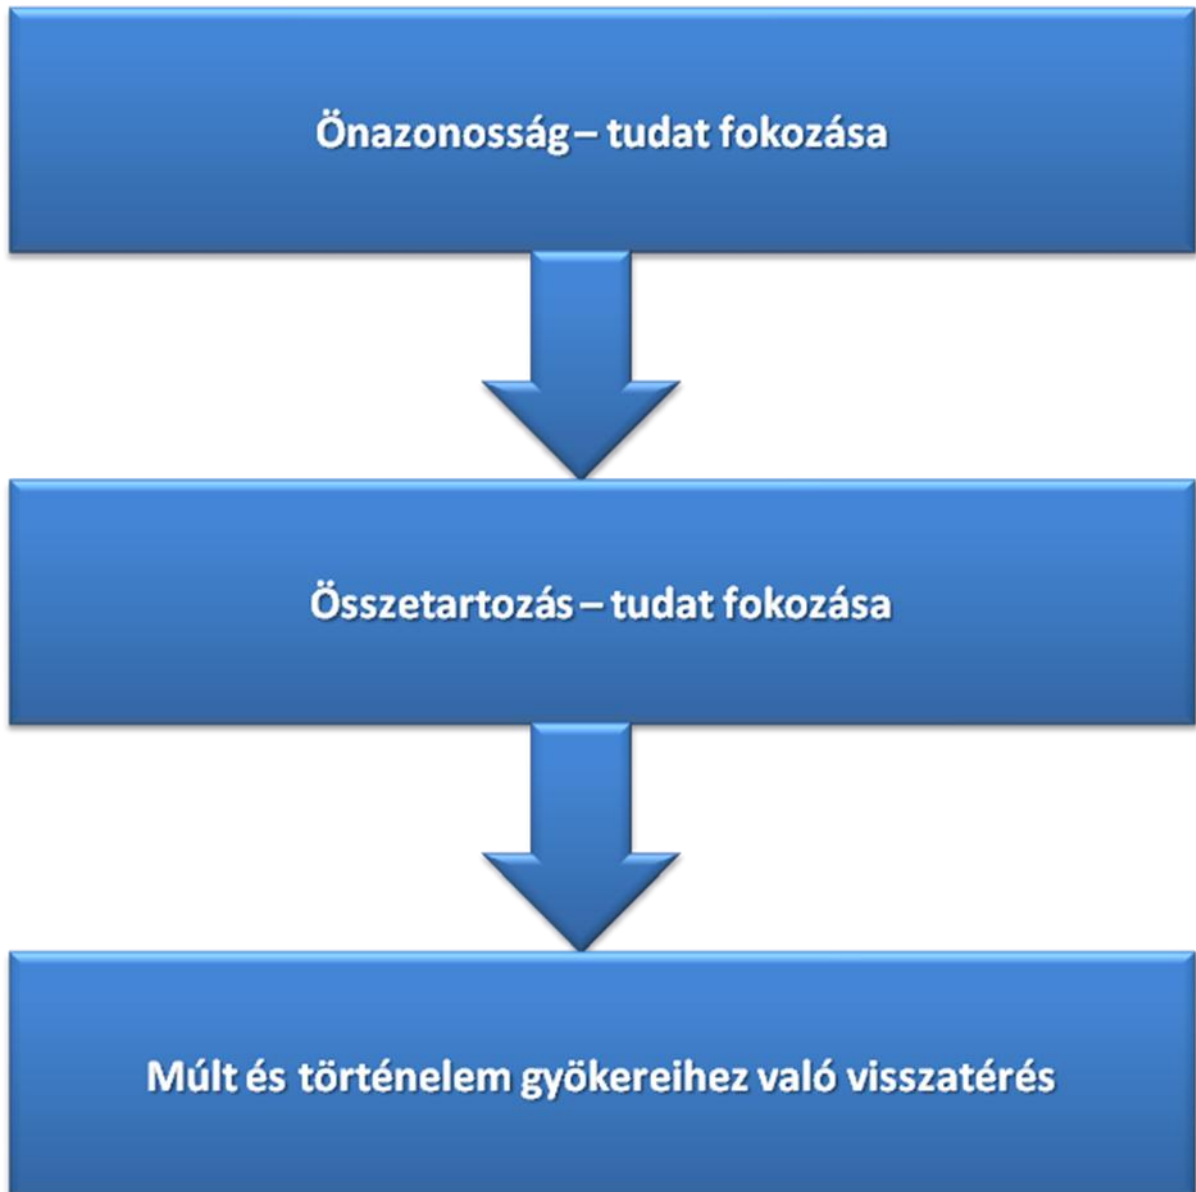 Önazonosság – tudat fokozása
Összetartozás – tudat fokozása
Múlt és történelem gyökereihez való visszatérés